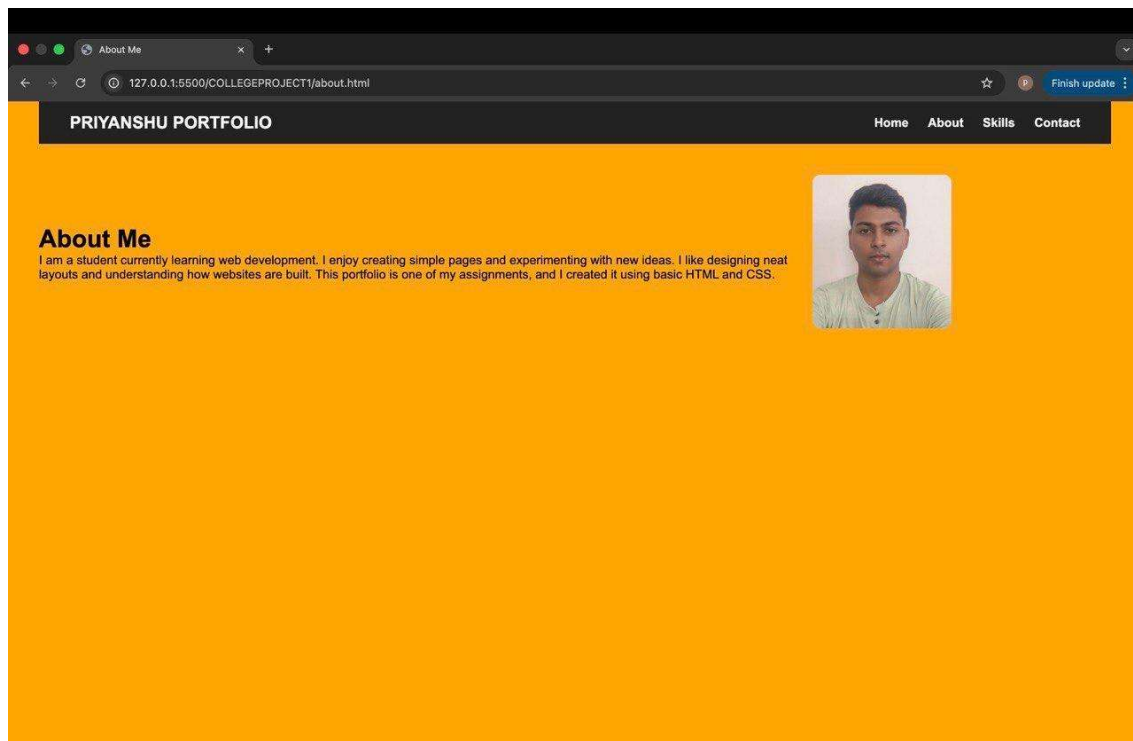 About Me
127.0.0.1:5500/COLLEGEPROJECT1/about.html
P
Finish update
PRIYANSHU PORTFOLIO
Home About Skills Contact
About Me
I am a student currently learning web development. I enjoy creating simple pages and experimenting with new ideas. I like designing neat
layouts and understanding how websites are built. This portfolio is one of my assignments, and I created it using basic HTML and CSS.